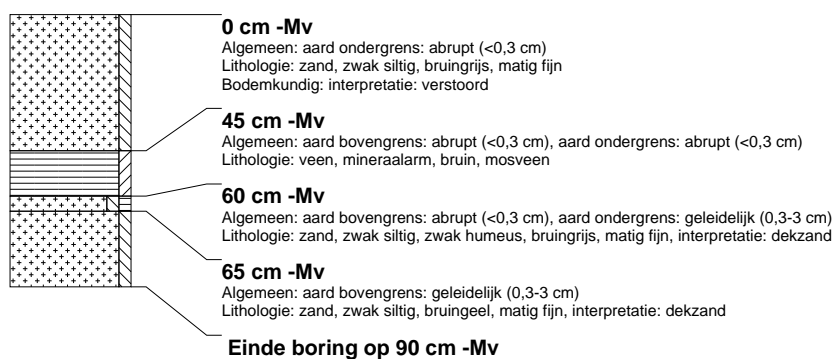 0 cm -Mv
Algemeen: aard ondergrens: abrupt (<0,3 cm)
Lithologie: zand, zwak siltig, bruingrijs, matig fijn
Bodemkundig: interpretatie: verstoord
45 cm -Mv
Algemeen: aard bovengrens: abrupt (<0,3 cm), aard ondergrens: abrupt (<0,3 cm)
Lithologie: veen, mineraalarm, bruin, mosveen
60 cm -Mv
Algemeen: aard bovengrens: abrupt (<0,3 cm), aard ondergrens: geleidelijk (0,3-3 cm)
Lithologie: zand, zwak siltig, zwak humeus, bruingrijs, matig fijn, interpretatie: dekzand
65 cm -Mv
Algemeen: aard bovengrens: geleidelijk (0,3-3 cm)
Lithologie: zand, zwak siltig, bruingeel, matig fijn, interpretatie: dekzand
Einde boring op 90 cm -Mv